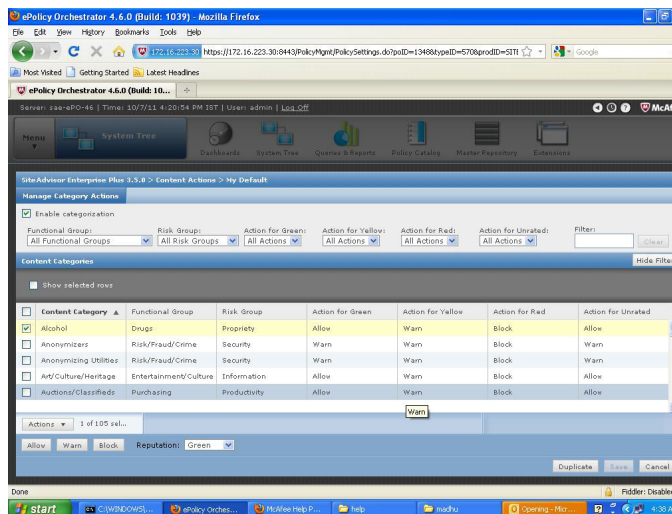 ePolicy Orchestrator 4.6.0 (Build: 1039) - Mozilla Firefox
File Edit View History Bookmarks Tools Help
172.16.223.30 https://172.16.223.30:8443/PolicyMgmt/PolicySettings.do?poID=1348&typeID=570&prodID=SITE Google
Most Visited Getting Started Latest Headlines
ePolicy Orchestrator 4.6.0 (Build: 10...
Server: sae-ePO-46 | Time: 10/7/11 4:20:54 PM IST | User: admin | Log Off McAf
Menu System Tree Dashboards System Tree Queries & Reports Policy Catalog Master Repository Extensions
SiteAdvisor Enterprise Plus 3.5.0 > Content Actions > My Default
Manage Category Actions
Enable categorization
Functional Group: Risk Group: Action for Green: Action for Yellow: Action for Red: Action for Unrated: Filter:
All Functional Groups All Risk Groups All Actions All Actions All Actions All Actions Clear
Content Categories Hide Filte
Show selected rows
Content Category Functional Group Risk Group Action for Green Action for Yellow Action for Red Action for Unrated
Alcohol Drugs Propriety Allow Warn Block Allow
Anonymizers Risk/Fraud/Crime Security Warn Warn Block Warn
Anonymizing Utilities Risk/Fraud/Crime Security Warn Warn Block Allow
Art/Culture/Heritage Entertainment/Culture Information Allow Warn Block Allow
Auctions/Classifieds Purchasing Productivity Allow Warn Block Allow
Warn
Actions 1 of 105 sel...
Allow Warn Block Reputation: Green
Duplicate Save Cancel
Done Fiddler: Disable
start C:\WINDOWS\... ePolicy Orches... McAfee Help P... help madhu Opening - Micr... 4:38 A